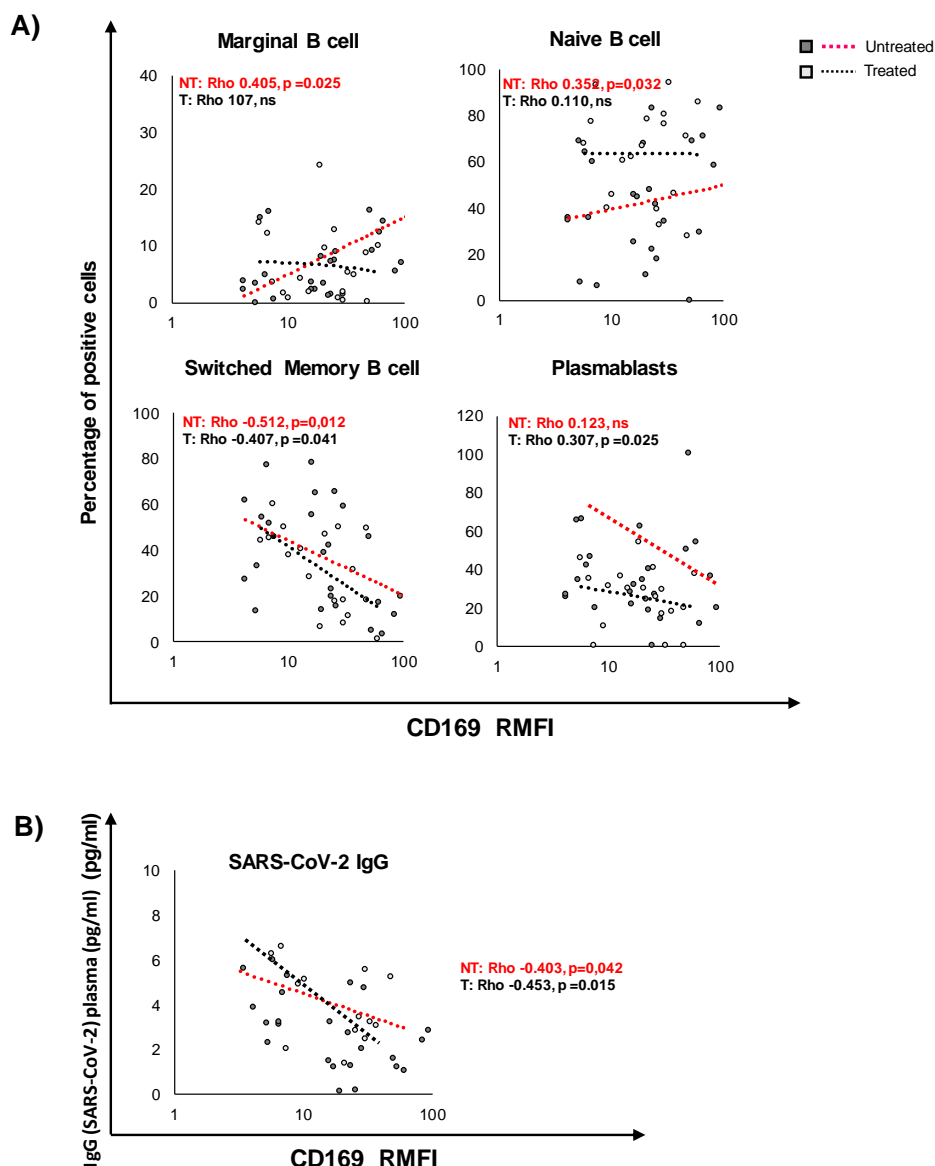 A)
Untreated
Treated
Percentage of positive cells
Marginal B cell
NT: Rho 0.405, p =0.025
T: Rho 107, ns
40
30
20
10
0
1 10 100
Naive B cell
NT: Rho 0.352, p=0,032
T: Rho 0.110, ns
100
80
60
40
20
0
1 10 100
Switched Memory B cell
NT: Rho -0.512, p=0,012
T: Rho -0.407, p =0.041
100
80
60
40
20
0
1 10 100
Plasmablasts
NT: Rho 0.123, ns
T: Rho 0.307, p =0.025
120
100
80
60
40
20
0
1 10 100
CD169 RMFI
B)
IgG (SARS-CoV-2) plasma (pg/ml) (pg/ml)
SARS-CoV-2 IgG
10
8
6
4
2
0
1 10 100
NT: Rho -0.403, p=0,042
T: Rho -0.453, p =0.015
CD169 RMFI